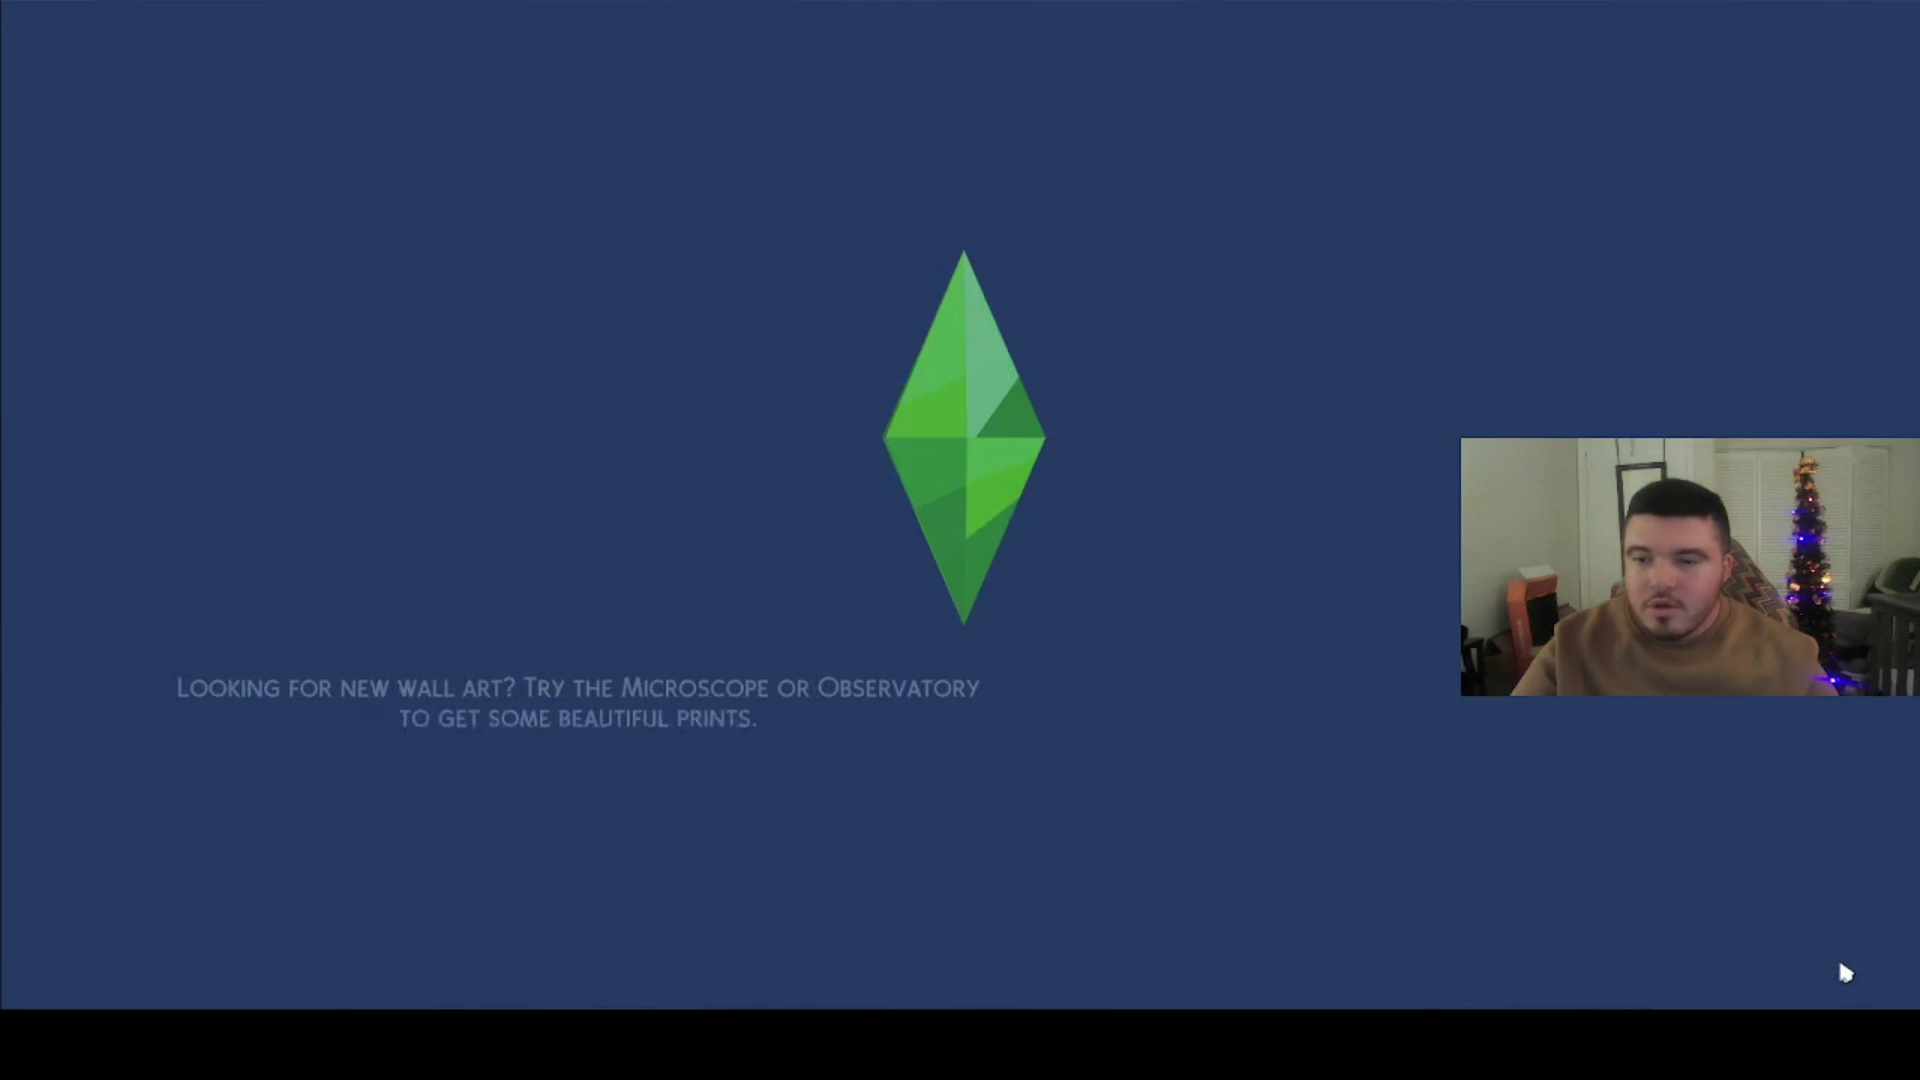 Looking for new wall art? Try the Microscope or Observatory
to get some beautiful prints.